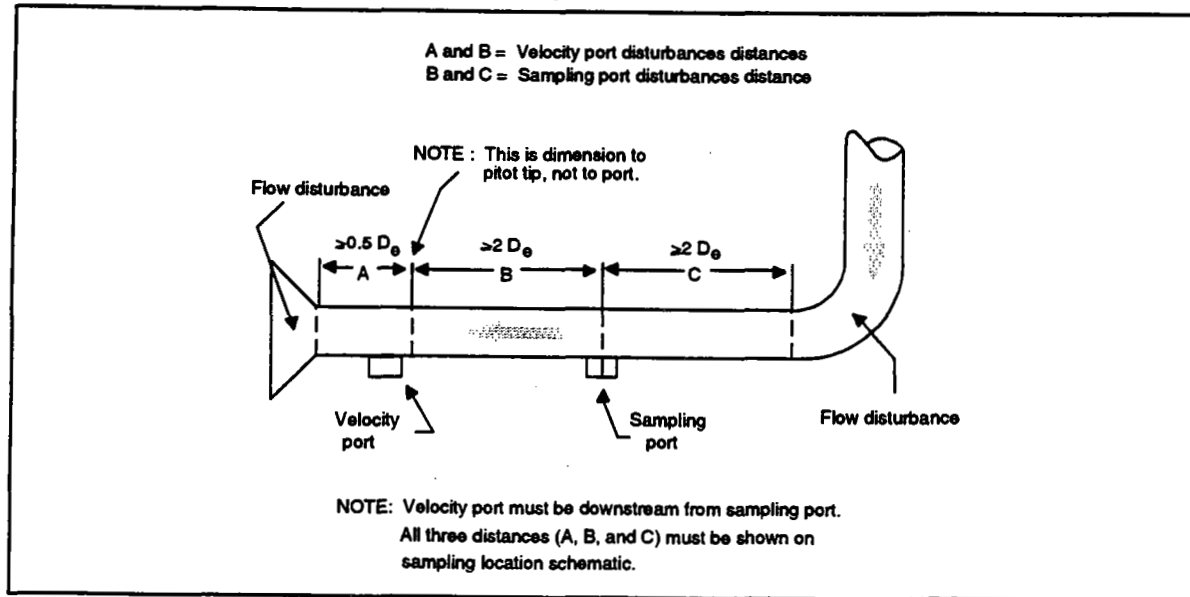 A and B = Velocity port disturbances distances
B and C = Sampling port disturbances distance
NOTE : This is dimension to
pitot tip, not to port.
Flow disturbance
≥0.5 De
≥2 De
≥2 De
A
B
C
Velocity
port
Sampling
port
Flow disturbance
NOTE: Velocity port must be downstream from sampling port.
All three distances (A, B, and C) must be shown on
sampling location schematic.